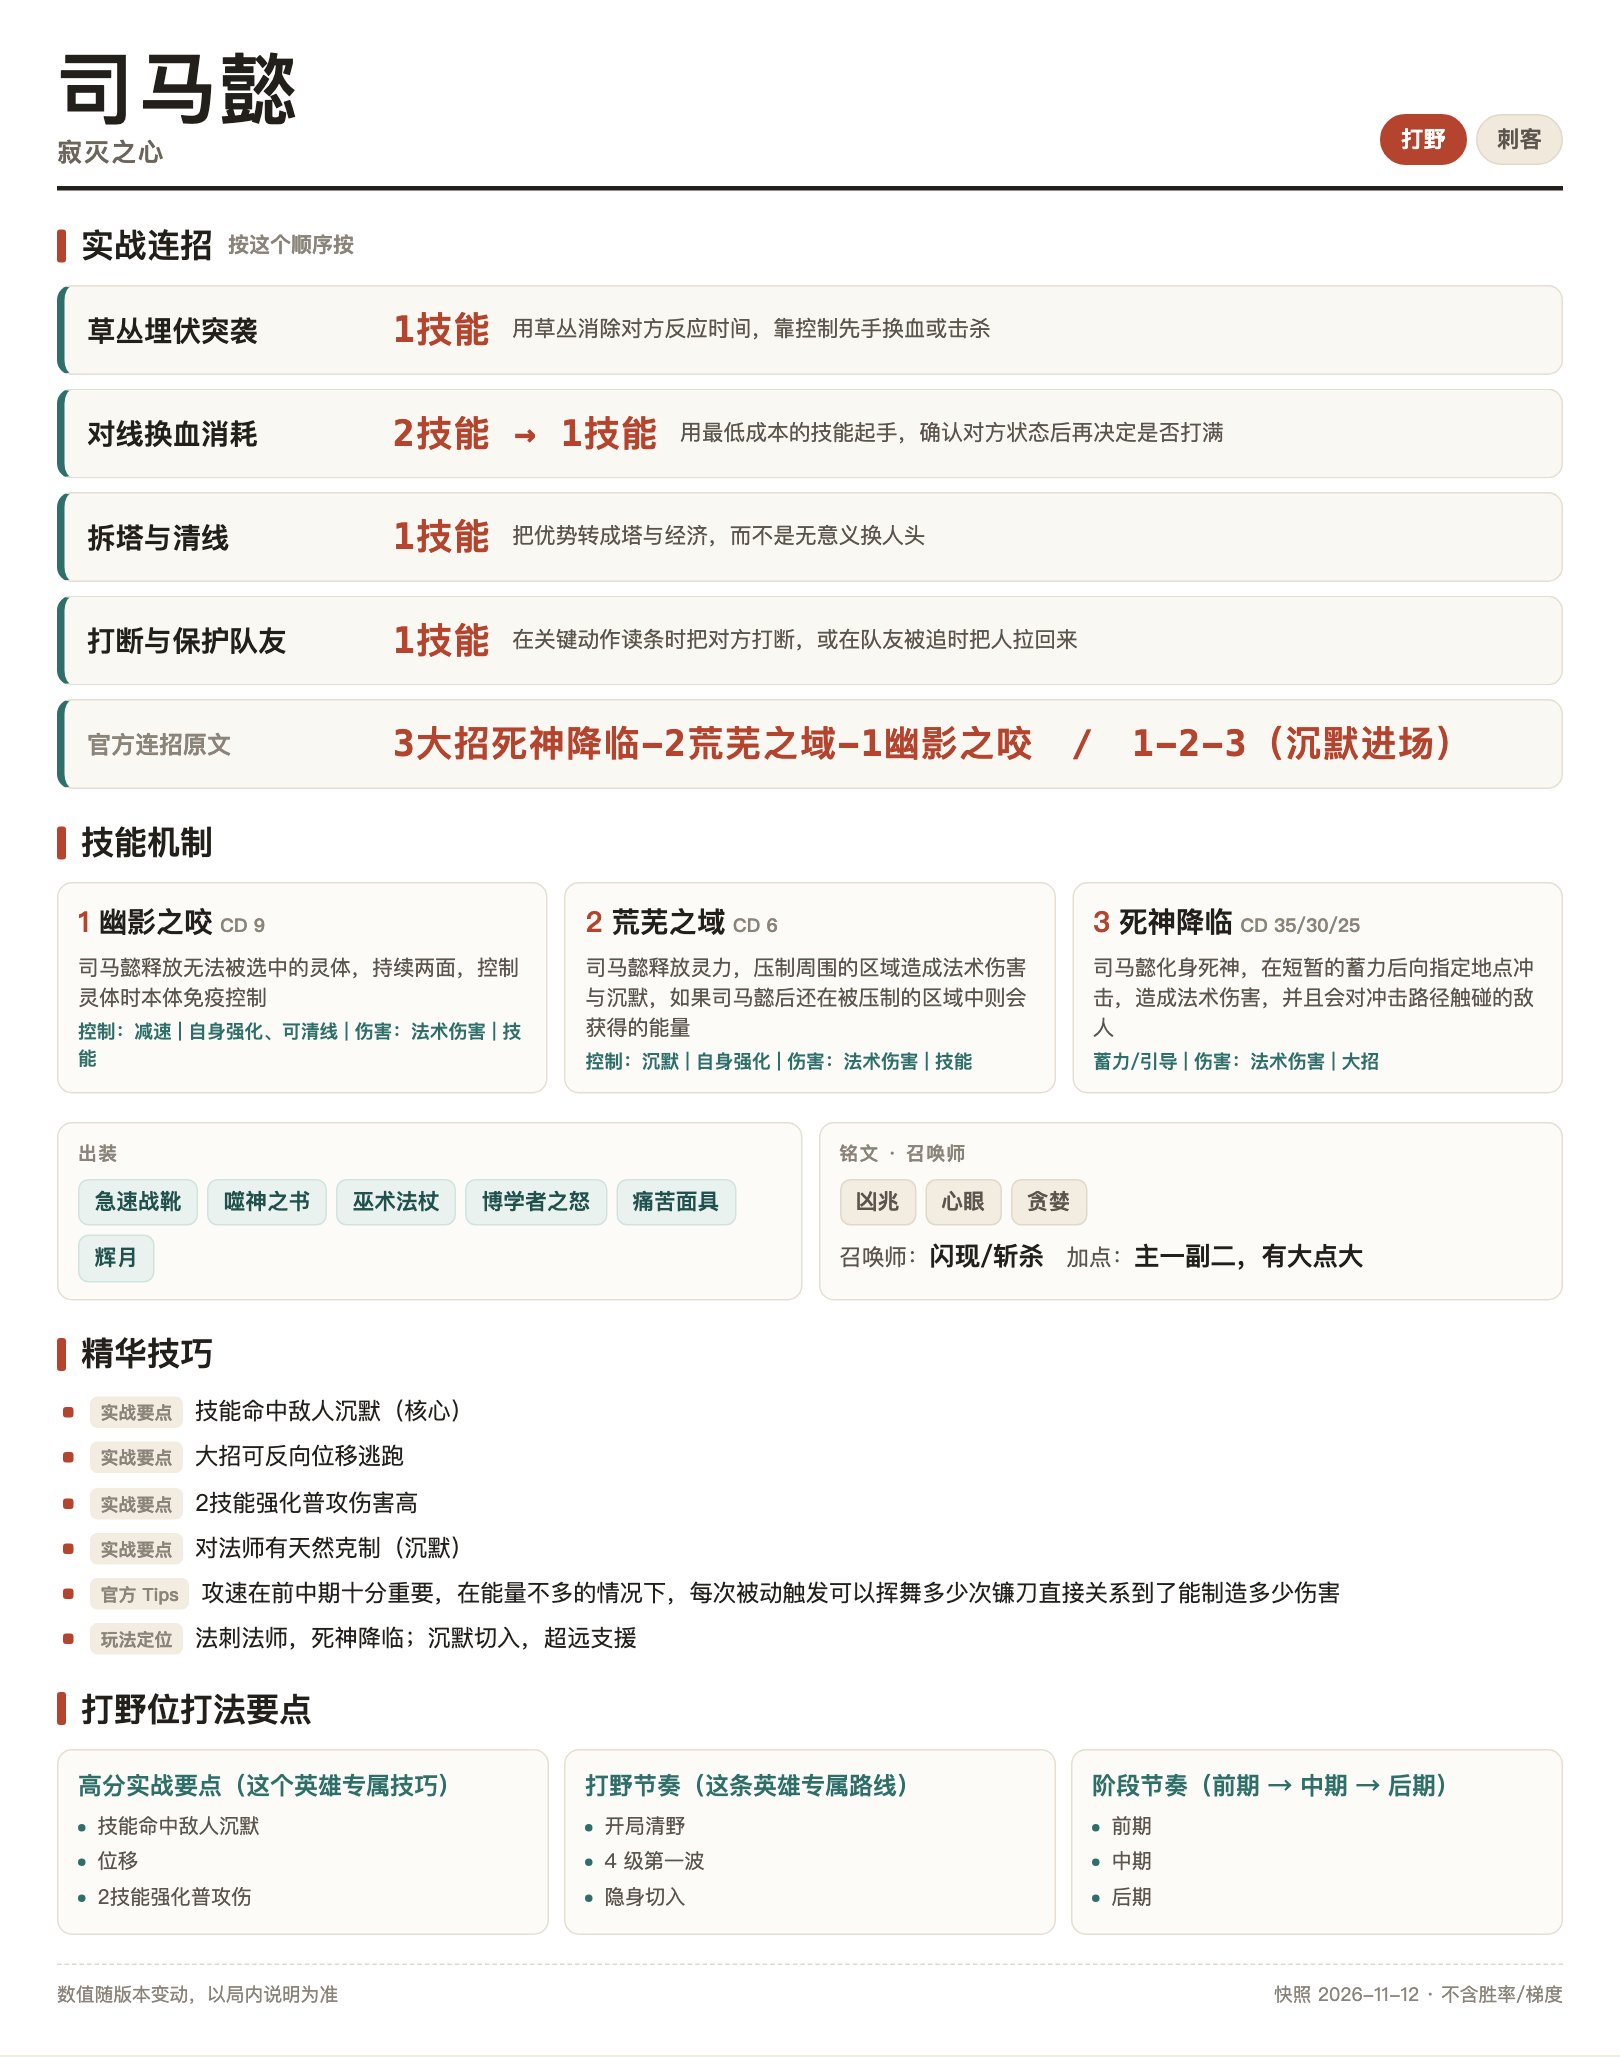 司马懿
寂灭之心
打野 刺客
实战连招 按这个顺序按
草丛埋伏突袭 1技能 用草丛消除对方反应时间，靠控制先手换血或击杀
对线换血消耗 2技能 → 1技能 用最低成本的技能起手，确认对方状态后再决定是否打满
拆塔与清线 1技能 把优势转成塔与经济，而不是无意义换人头
打断与保护队友 1技能 在关键动作读条时把对方打断，或在队友被追时把人拉回来
官方连招原文 3大招死神降临-2荒芜之域-1幽影之咬 / 1-2-3（沉默进场）
技能机制
1 幽影之咬 CD 9
司马懿释放无法被选中的灵体，持续两面，控制
灵体时本体免疫控制
控制：减速 | 自身强化、可清线 | 伤害：法术伤害 | 技
能
2 荒芜之域 CD 6
司马懿释放灵力，压制周围的区域造成法术伤害
与沉默，如果司马懿后还在被压制的区域中则会
获得的能量
控制：沉默 | 自身强化 | 伤害：法术伤害 | 技能
3 死神降临 CD 35/30/25
司马懿化身死神，在短暂的蓄力后向指定地点冲
击，造成法术伤害，并且会对冲击路径触碰的敌
人
蓄力/引导 | 伤害：法术伤害 | 大招
出装
急速战靴 噬神之书 巫术法杖 博学者之怒 痛苦面具
辉月
铭文 · 召唤师
凶兆 心眼 贪婪
召唤师：闪现/斩杀 加点：主一副二，有大点大
精华技巧
实战要点 技能命中敌人沉默（核心）
实战要点 大招可反向位移逃跑
实战要点 2技能强化普攻伤害高
实战要点 对法师有天然克制（沉默）
官方 Tips 攻速在前中期十分重要，在能量不多的情况下，每次被动触发可以挥舞多少次镰刀直接关系到了能制造多少伤害
玩法定位 法刺法师，死神降临；沉默切入，超远支援
打野位打法要点
高分实战要点（这个英雄专属技巧）
技能命中敌人沉默
位移
2技能强化普攻伤
打野节奏（这条英雄专属路线）
开局清野
4 级第一波
隐身切入
阶段节奏（前期 → 中期 → 后期）
前期
中期
后期
数值随版本变动，以局内说明为准
快照 2026-11-12 · 不含胜率/梯度